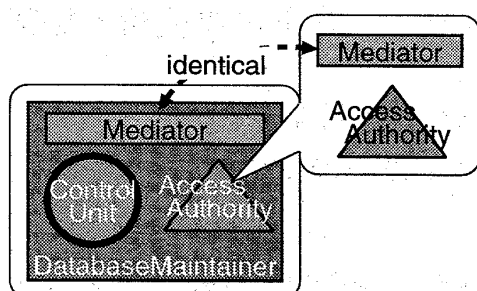 identical
Mediator
Access
Authority
Mediator
Control
Unit
Access
Authority
DatabaseMaintainer